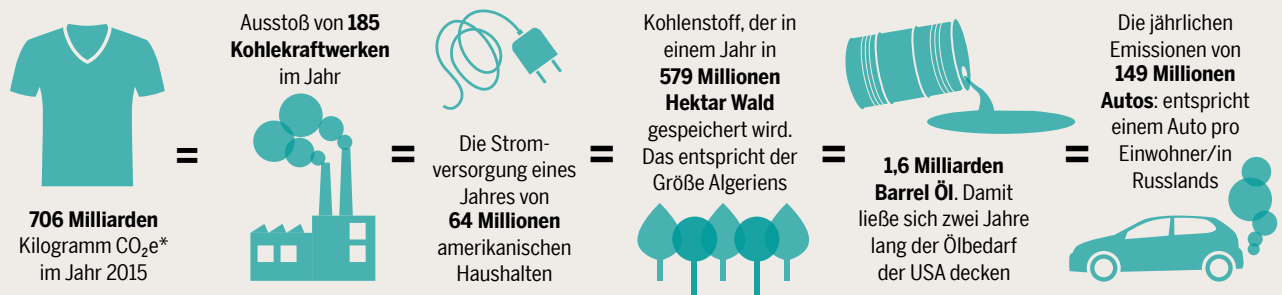 706 Milliarden
Kilogramm CO₂e*
im Jahr 2015
=
Ausstoß von 185
Kohlekraftwerken
im Jahr
=
Die Strom-
versorgung eines
Jahres von
64 Millionen
amerikanischen
Haushalten
=
Kohlenstoff, der in
einem Jahr in
579 Millionen
Hektar Wald
gespeichert wird.
Das entspricht der
Größe Algeriens
=
1,6 Milliarden
Barrel Öl. Damit
ließe sich zwei Jahre
lang der Ölbedarf
der USA decken
=
Die jährlichen
Emissionen von
149 Millionen
Autos: entspricht
einem Auto pro
Einwohner/in
Russlands